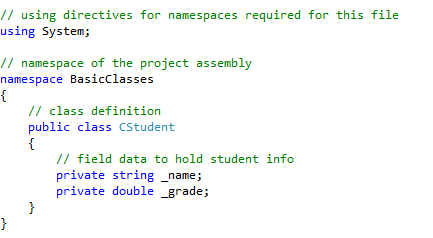 // using directives for namespaces required for this file
using System;
// namespace of the project assembly
namespace BasicClasses
{
// class definition
public class CStudent
{
// field data to hold student info
private string _name;
private double _grade;
}
}